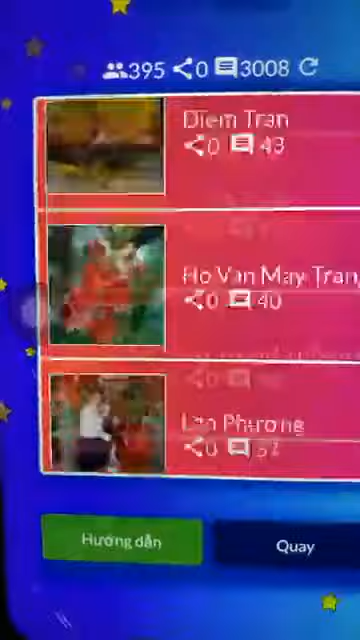 395 0 3008
Diem Tran
0 43
Ho Van May Tran
0 40
Lan Phuong
0
Hướng dẫn
Quay